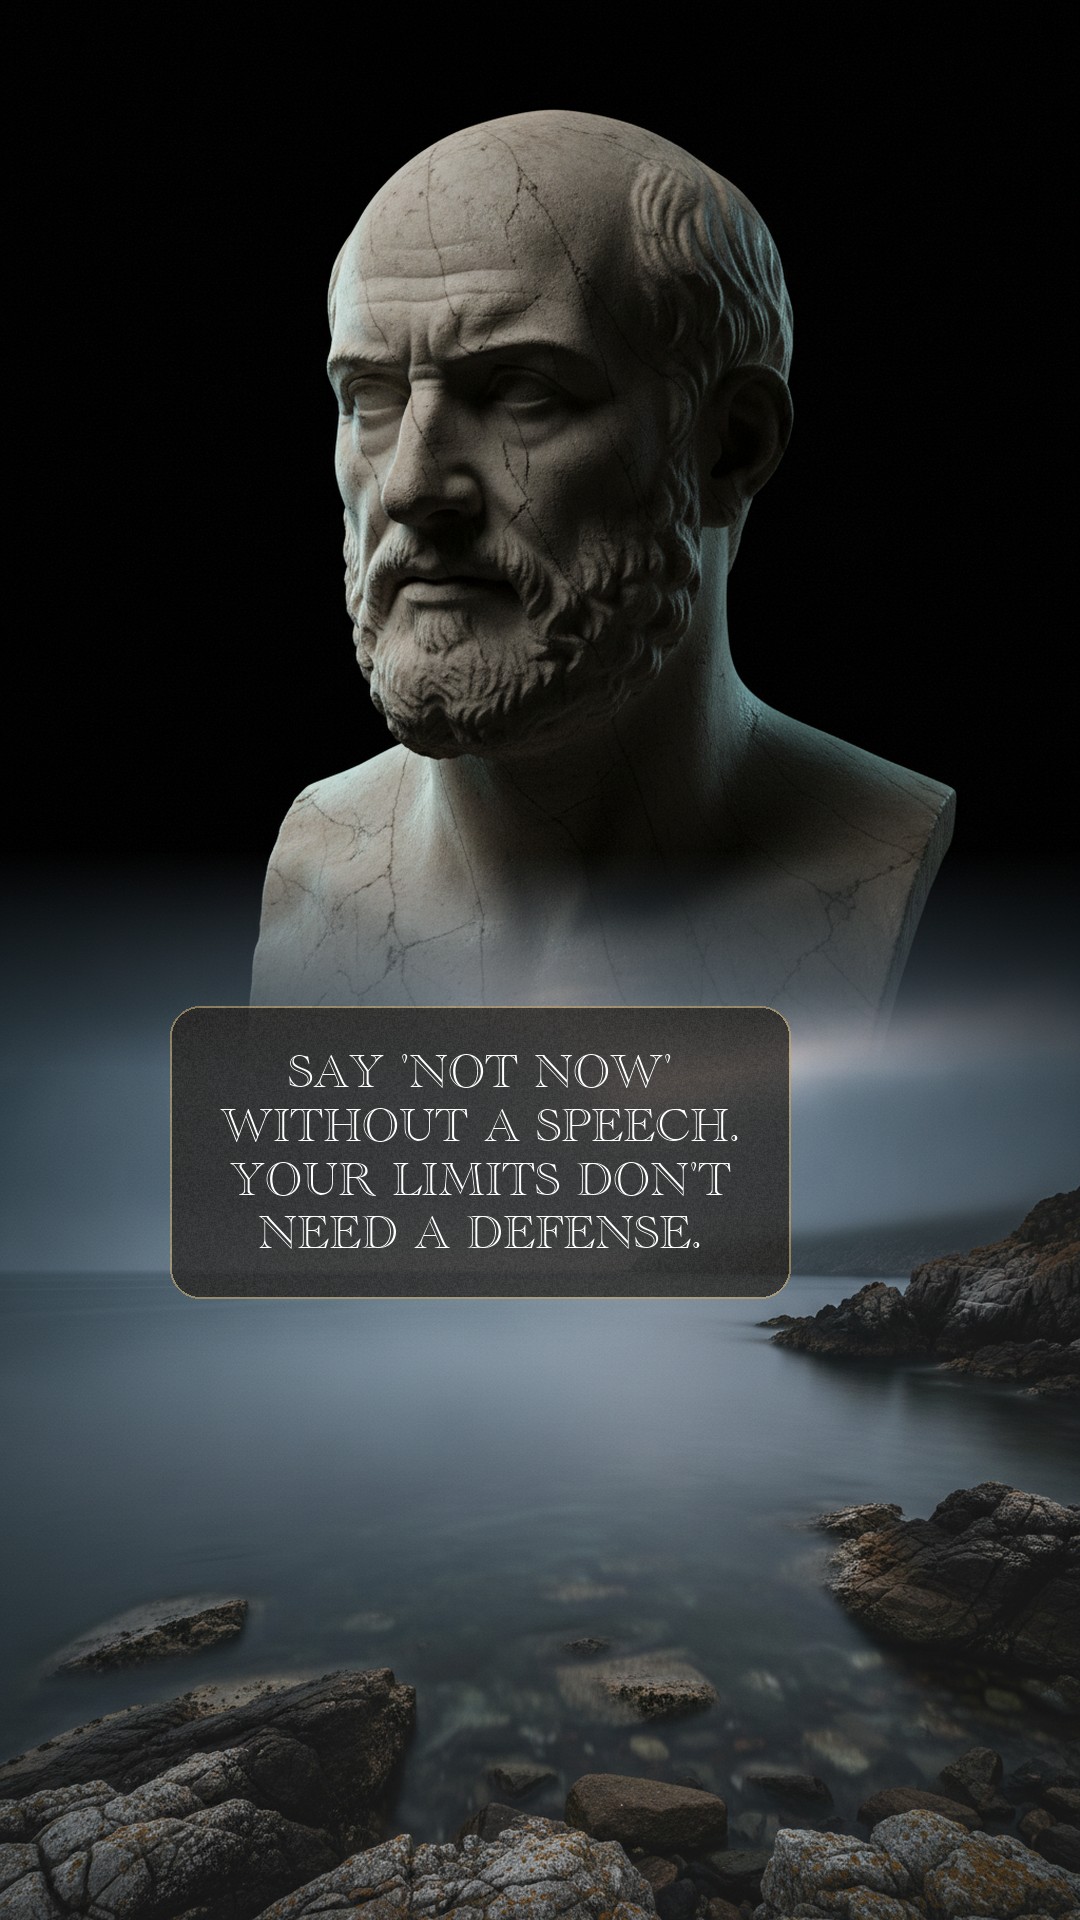 SAY 'NOT NOW'
WITHOUT A SPEECH.
YOUR LIMITS DON'T
NEED A DEFENSE.